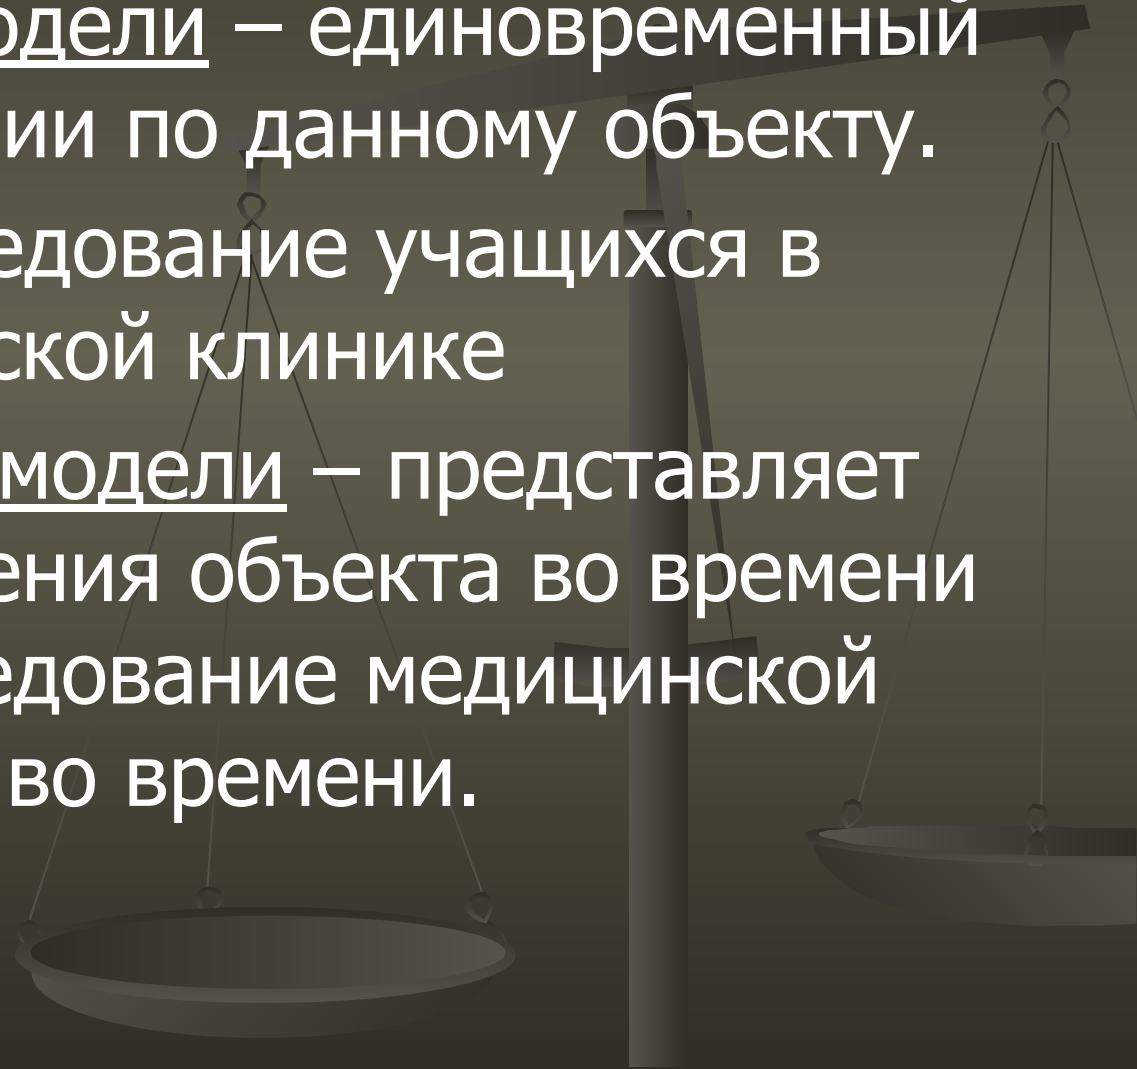 одели – единовременный
ии по данному объекту.
едование учащихся в
ской клинике
модели – представляет
ения объекта во времени
едование медицинской
во времени.